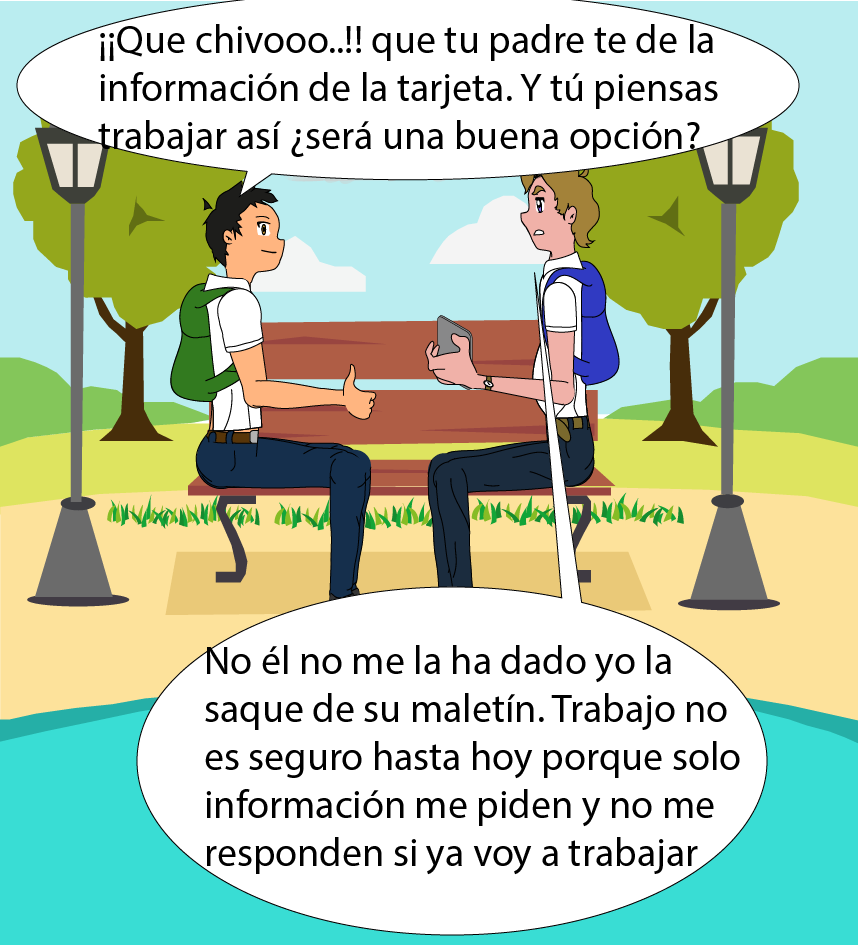 ¡¡Que chivooo..!! que tu padre te de la
información de la tarjeta. Y tú piensas
trabajar así ¿será una buena opción?
No él no me la ha dado yo la
saque de su maletín. Trabajo no
es seguro hasta hoy porque solo
información me piden y no me
responden si ya voy a trabajar